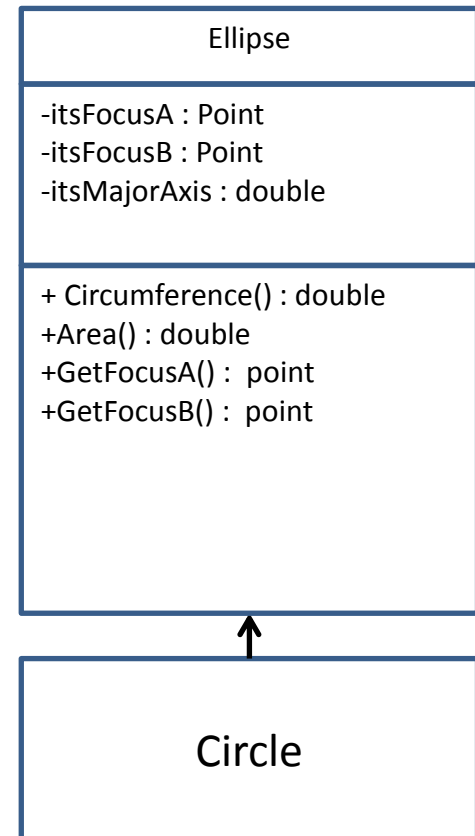 Ellipse
-itsFocusA : Point
-itsFocusB : Point
-itsMajorAxis : double
+ Circumference() : double
+Area() : double
+GetFocusA() :  point
+GetFocusB() :  point
Circle